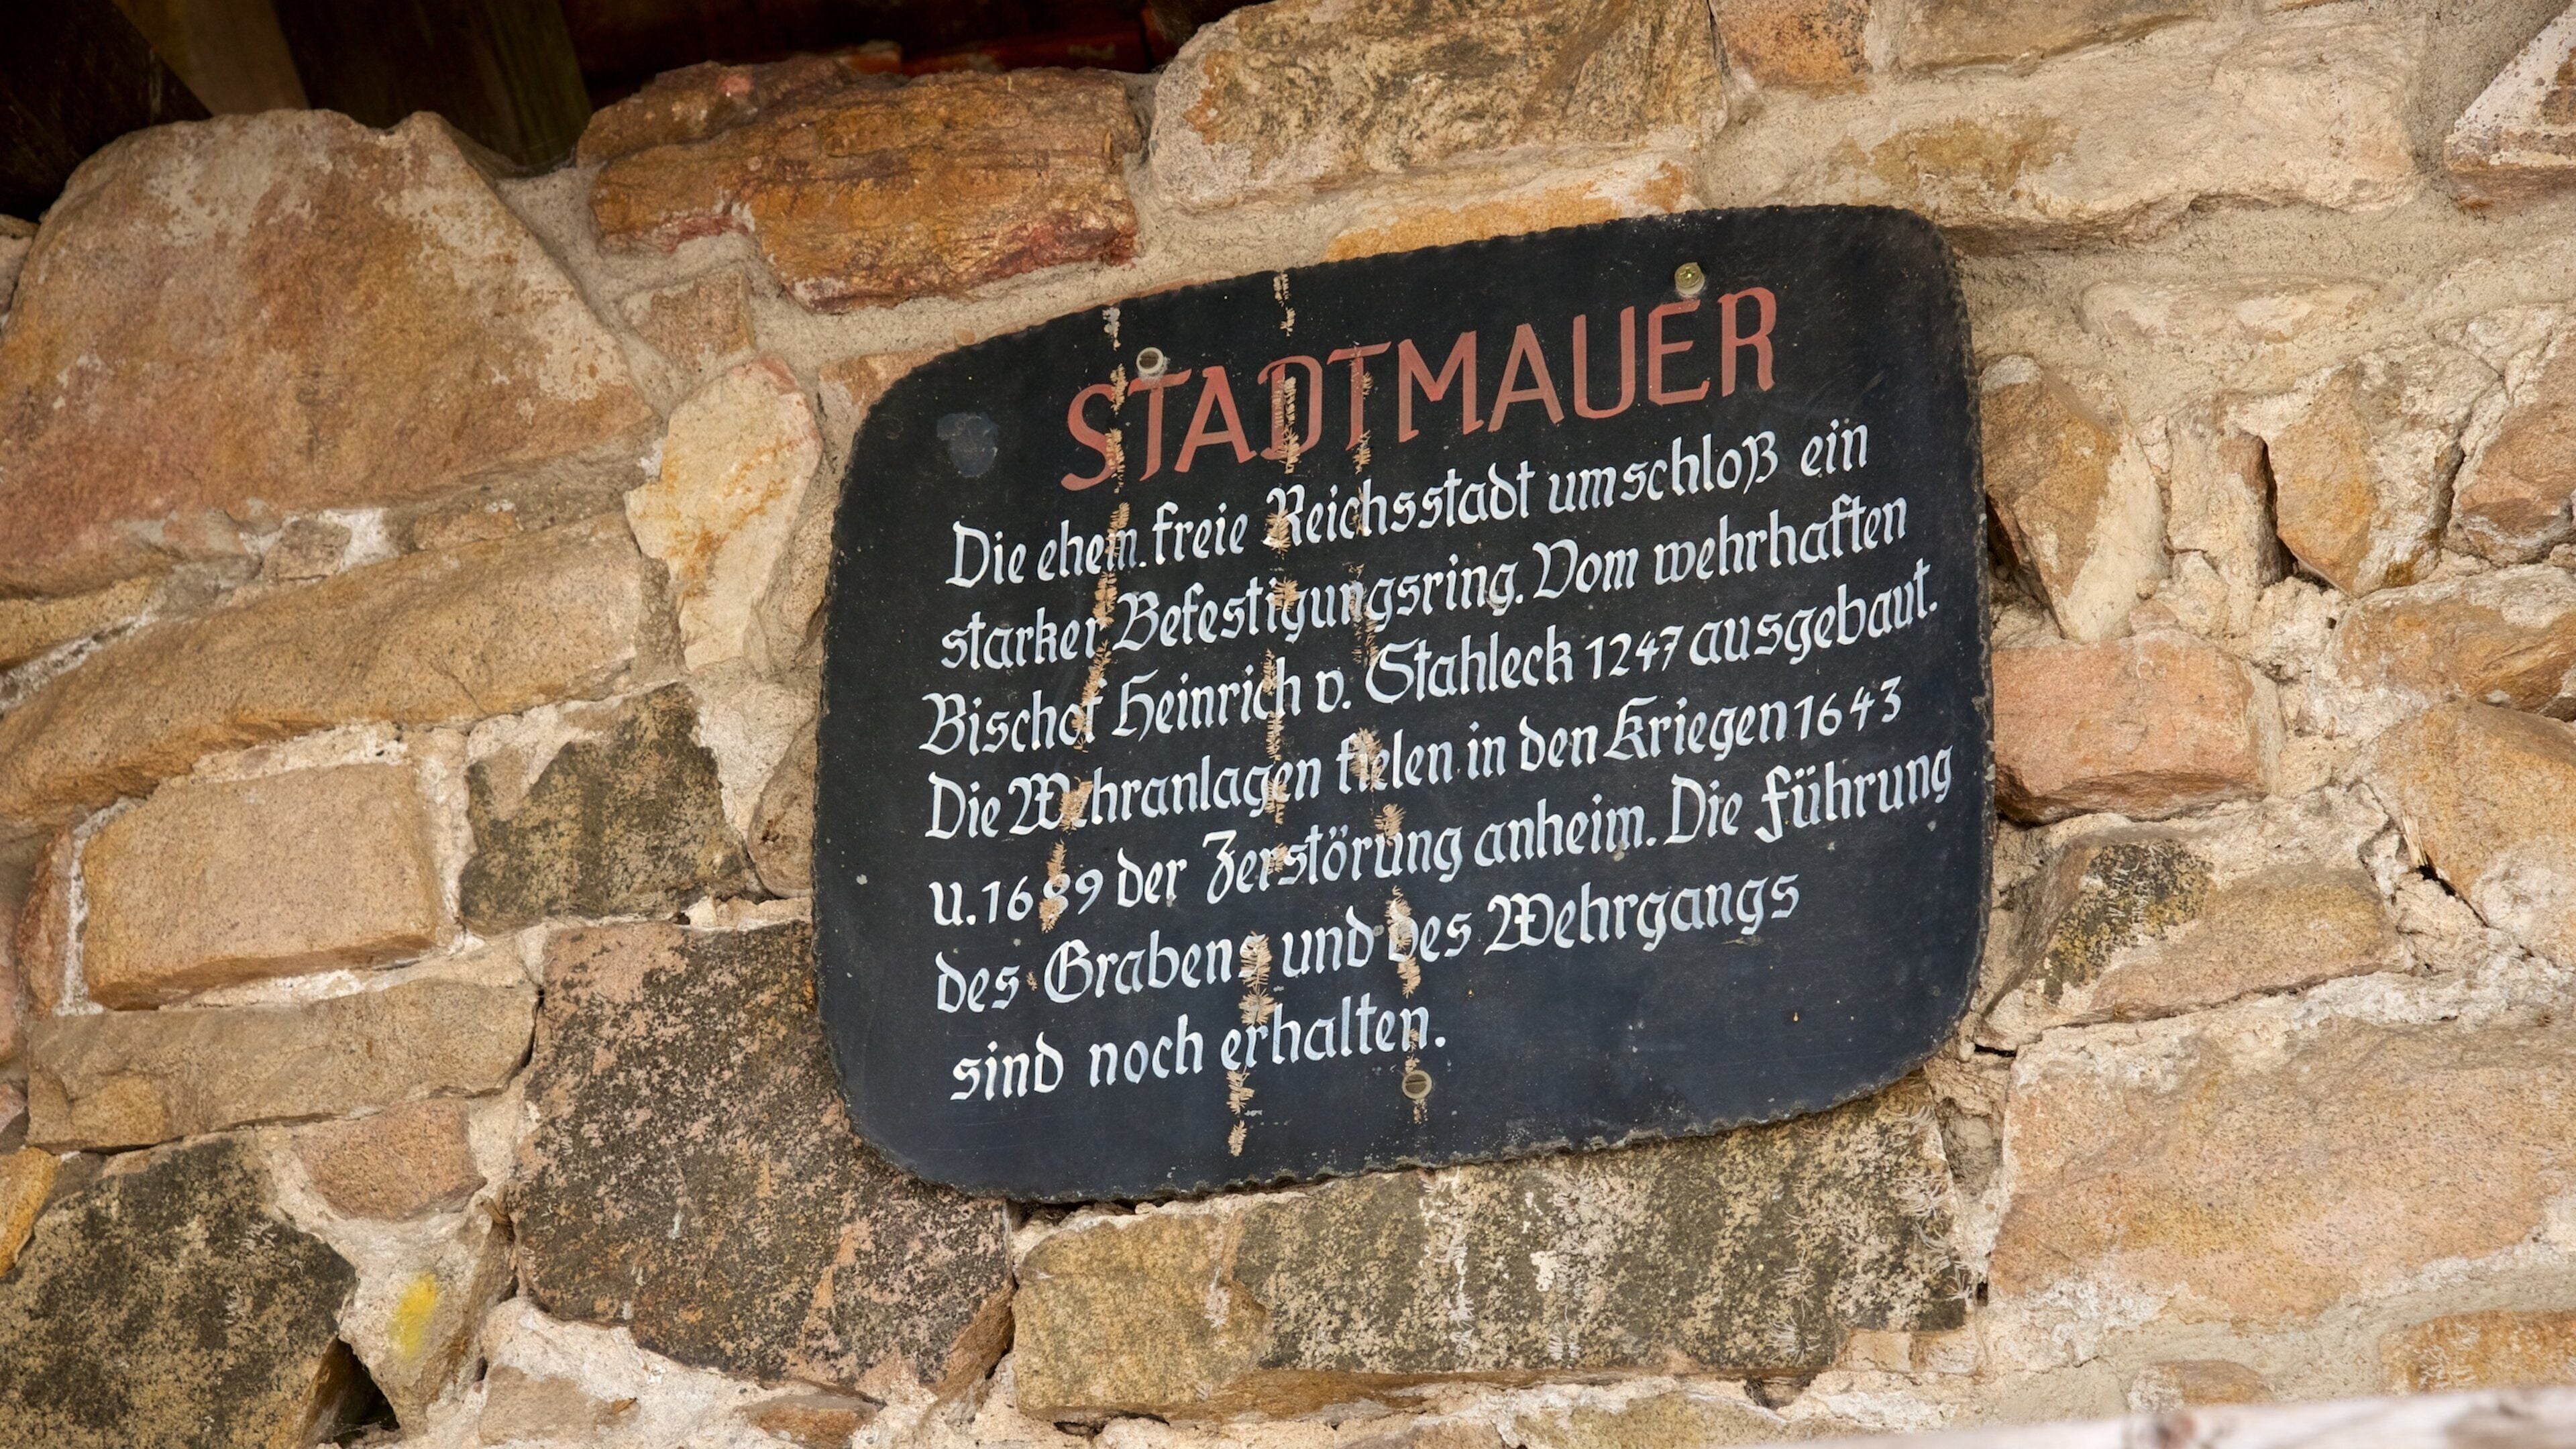 STADTMAUER
Die ehem. freie Reichsstadt umschloß ein
starker Befestigungsring. Vom wehrhaften
Bischof Heinrich v. Stahleck 1247 ausgebaut.
Die Wehranlagen fielen in den Kriegen 1643
u. 1689 der Zerstörung anheim. Die Führung
des Grabens und des Wehrgangs
sind noch erhalten.